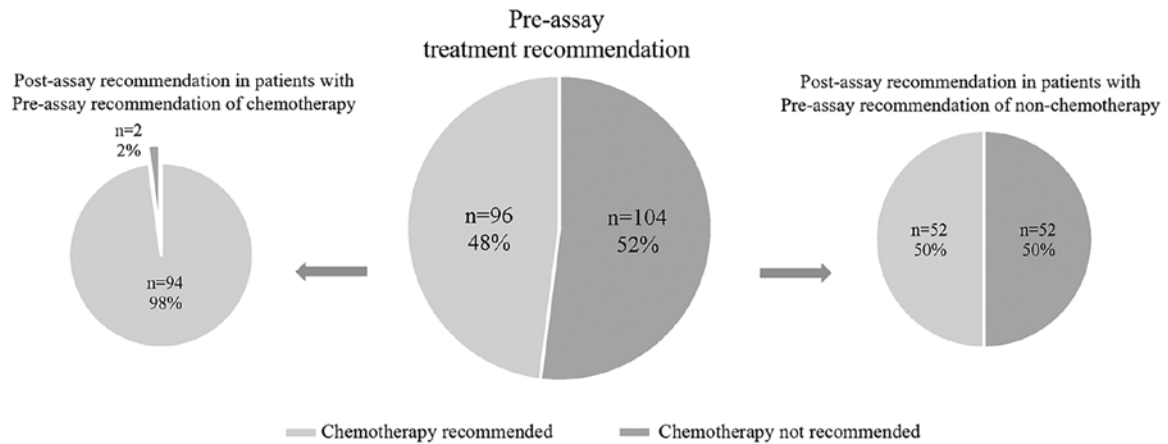 Pre-assay
treatment recommendation
Post-assay recommendation in patients with
Pre-assay recommendation of chemotherapy
n=2
2%
n=94
98%
n=96
48%
n=104
52%
Post-assay recommendation in patients with
Pre-assay recommendation of non-chemotherapy
n=52
50%
n=52
50%
Chemotherapy recommended
Chemotherapy not recommended